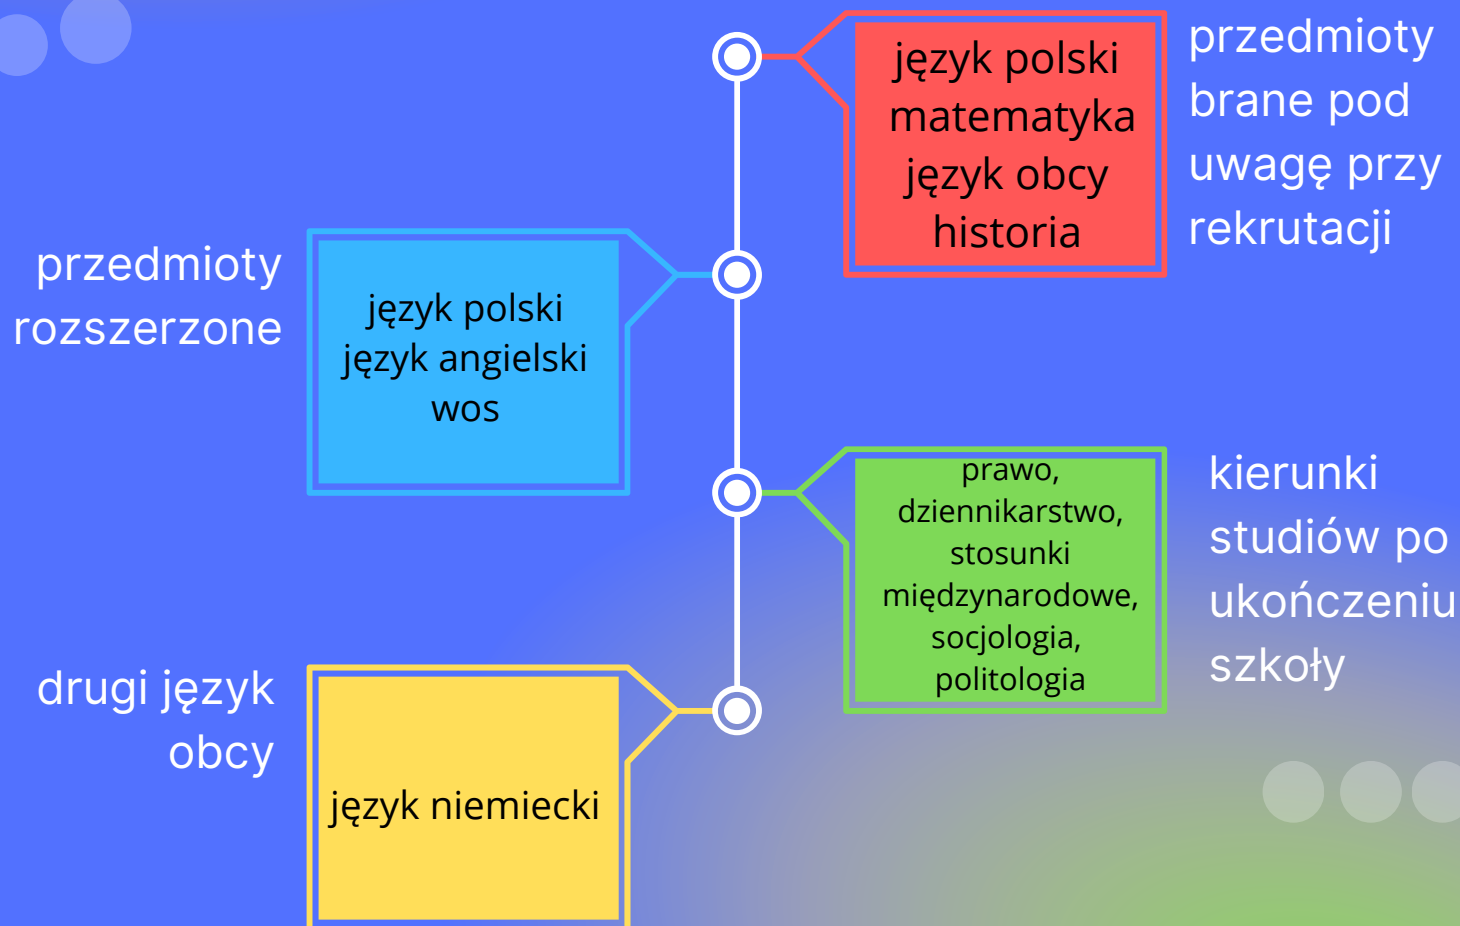 język polski
matematyka
język obcy
historia
przedmioty
brane pod
uwagę przy
rekrutacji
przedmioty
rozszerzone
język polski
język angielski
wos
prawo,
dziennikarstwo,
stosunki
międzynarodowe,
socjologia,
politologia
kierunki
studiów po
ukończeniu
szkoły
drugi język
obcy
język niemiecki